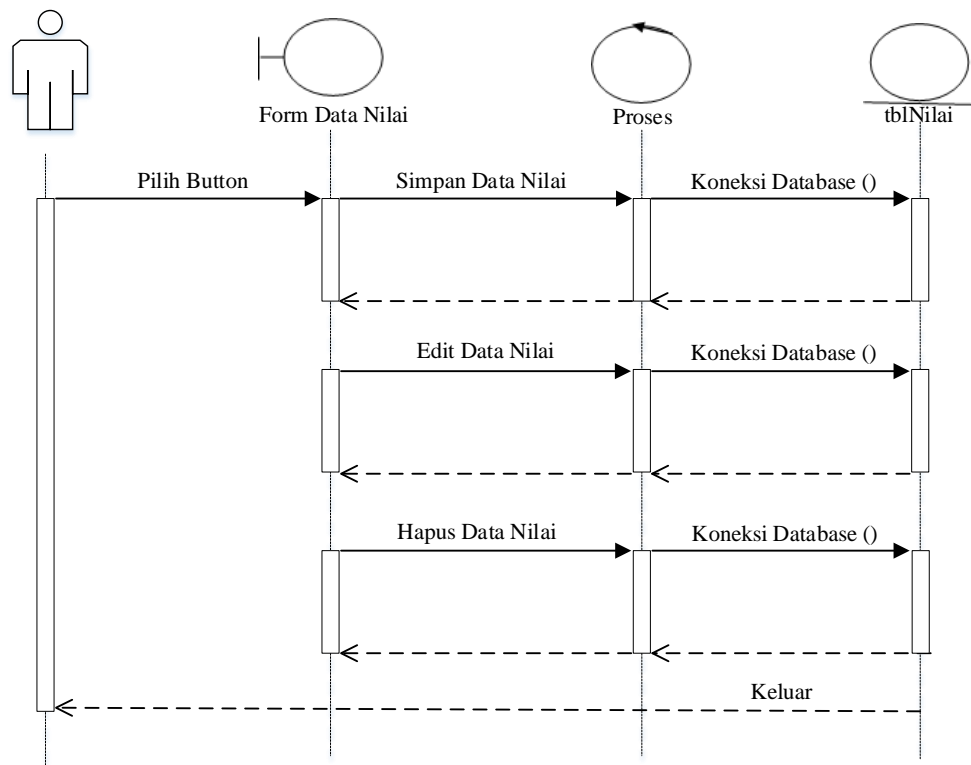 Form Data Nilai
Proses
tblNilai
Pilih Button
Simpan Data Nilai
Koneksi Database ()
Edit Data Nilai
Koneksi Database ()
Hapus Data Nilai
Koneksi Database ()
Keluar